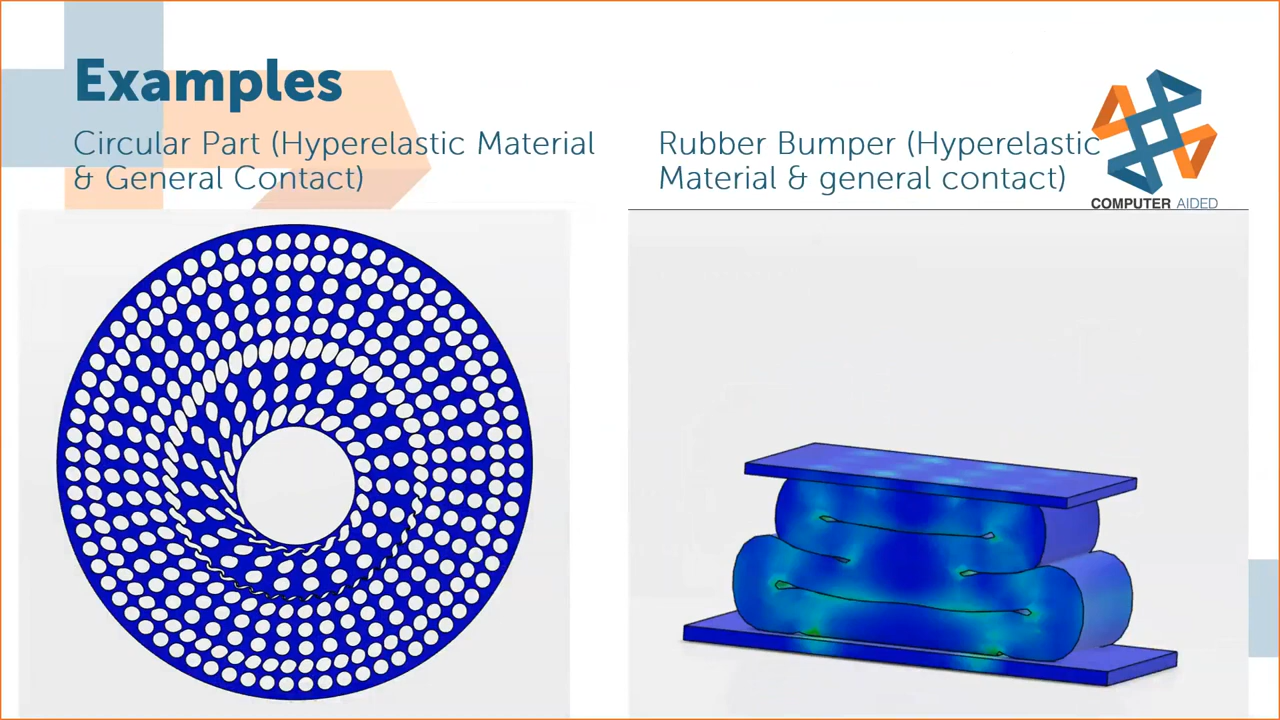 Examples
Circular Part (Hyperelastic Material
& General Contact)
Rubber Bumper (Hyperelastic
Material & general contact)
COMPUTER AIDED